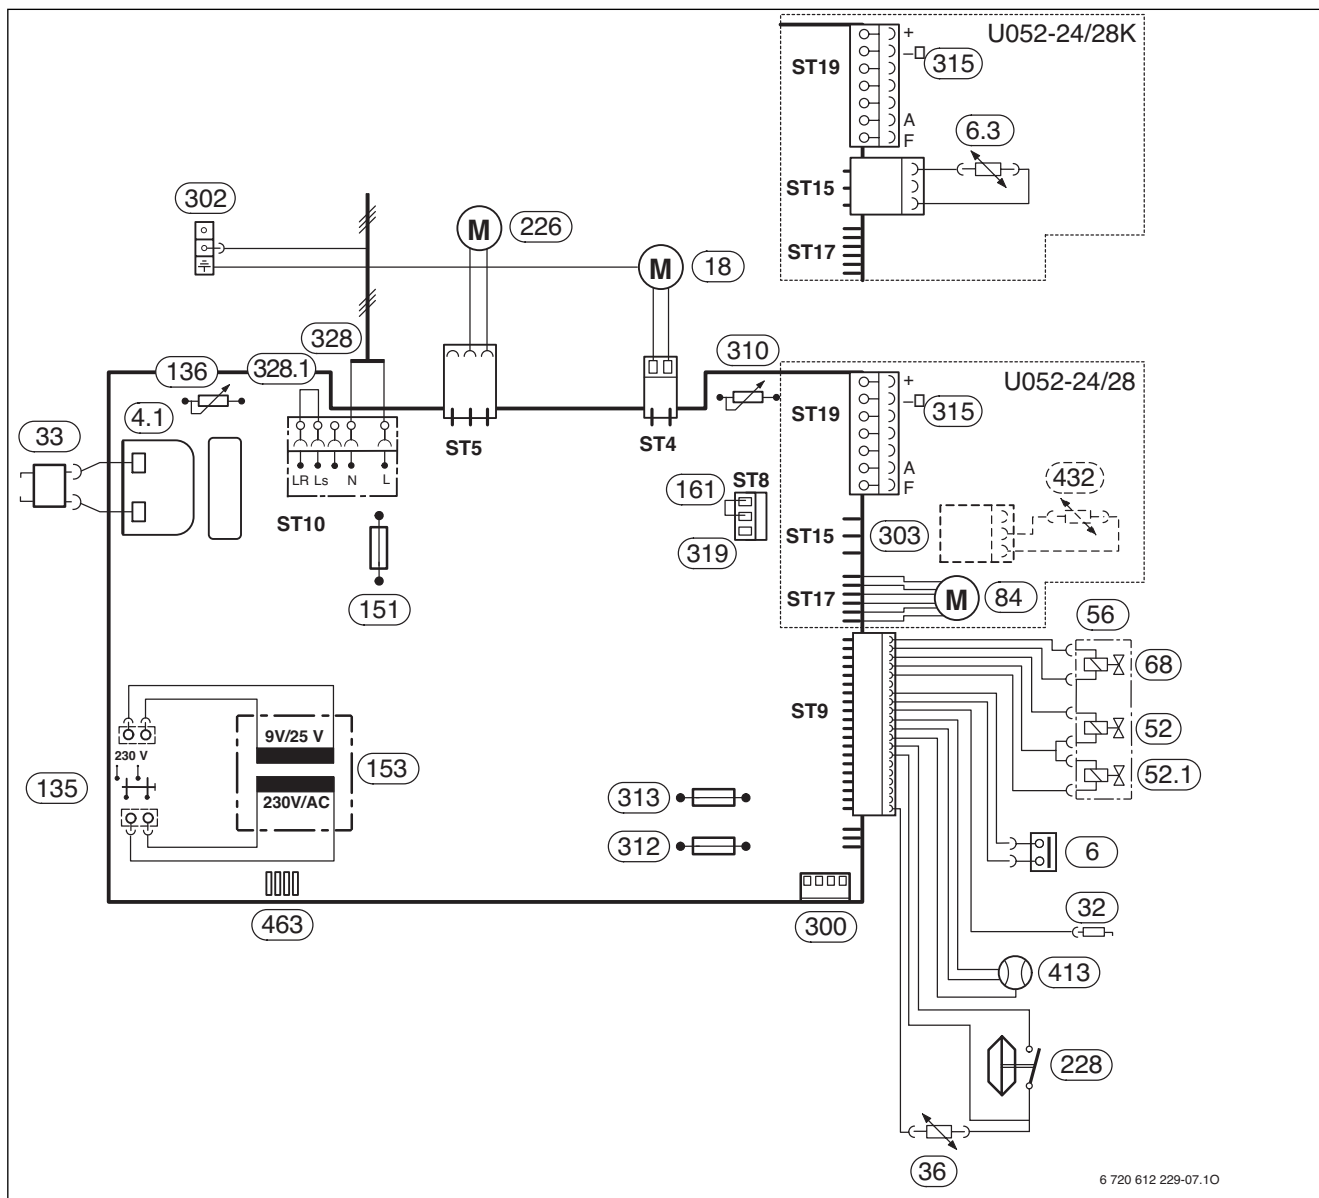 U052-24/28K
+
–
315
ST19
A
F
6.3
ST15
ST17
302
M
226
M
18
328
136
328.1
310
4.1
33
LR Ls N L
ST10
ST5
ST4
U052-24/28
+
–
315
ST19
A
F
161
ST8
319
432
303
ST15
ST17
M
84
151
56
68
52
52.1
ST9
9V/25 V
230V/AC
153
230 V
135
313
312
6
463
300
32
413
228
36
6 720 612 229-07.1O